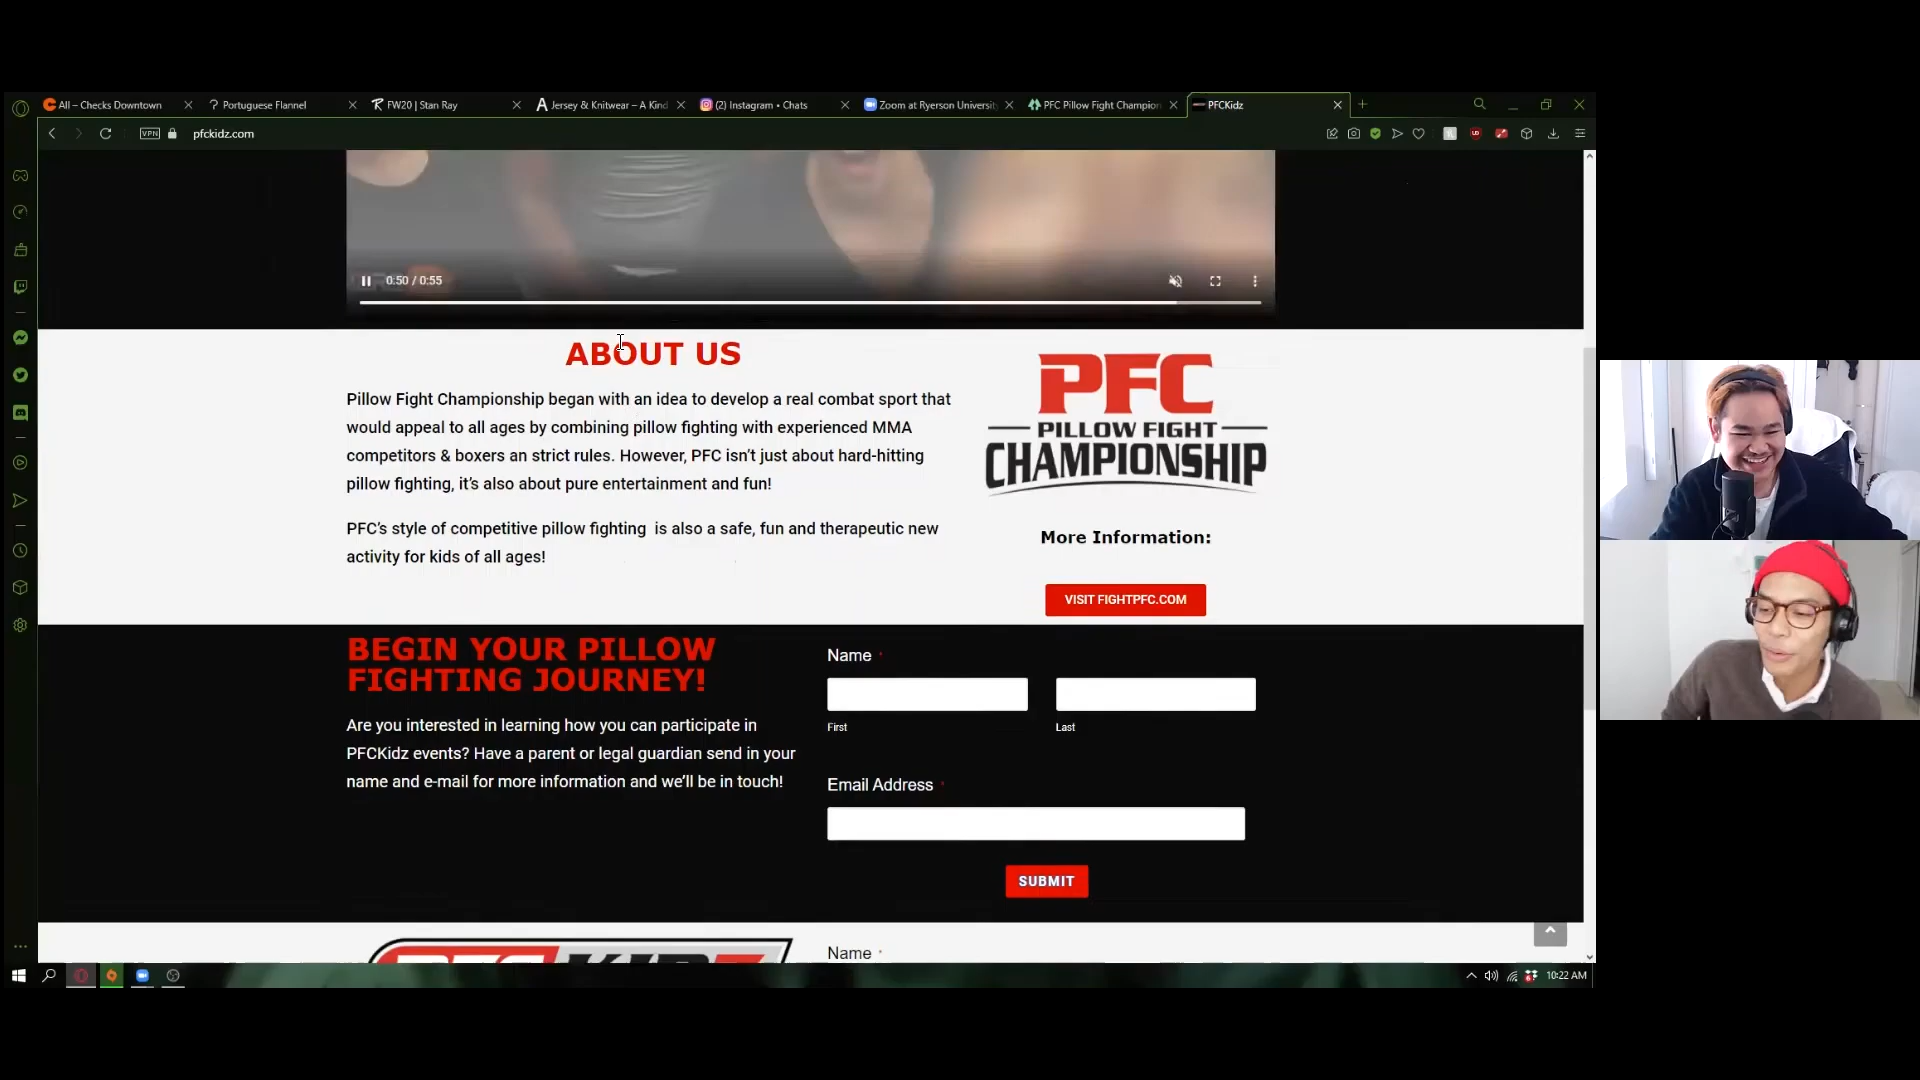 All – Checks Downtown
Portuguese Flannel
FW20 | Stan Ray
Jersey & Knitwear – A Kind
(2) Instagram • Chats
Zoom at Ryerson Universit
PFC Pillow Fight Champion
PFCKidz
VPN
pfckidz.com
0:50 / 0:55
ABOUT US
Pillow Fight Championship began with an idea to develop a real combat sport that
would appeal to all ages by combining pillow fighting with experienced MMA
competitors & boxers an strict rules. However, PFC isn’t just about hard-hitting
pillow fighting, it’s also about pure entertainment and fun!
PFC’s style of competitive pillow fighting is also a safe, fun and therapeutic new
activity for kids of all ages!
PFC
PILLOW FIGHT
CHAMPIONSHIP
More Information:
VISIT FIGHTPFC.COM
BEGIN YOUR PILLOW
FIGHTING JOURNEY!
Are you interested in learning how you can participate in
PFCKidz events? Have a parent or legal guardian send in your
name and e-mail for more information and we’ll be in touch!
Name *
First
Last
Email Address *
SUBMIT
Name *
10:22 AM